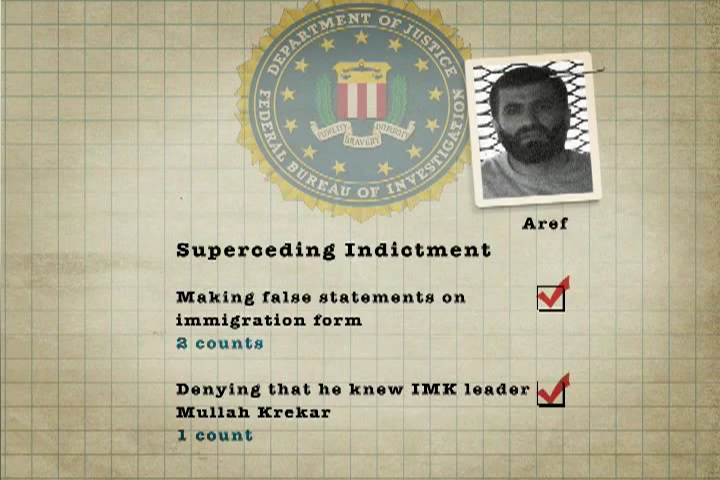 DEPARTMENT OF JUSTICE
FEDERAL BUREAU OF INVESTIGATION
FIDELITY BRAVERY INTEGRITY
Aref
Superceding Indictment
Making false statements on
immigration form
2 counts
Denying that he knew IMK leader
Mullah Krekar
1 count